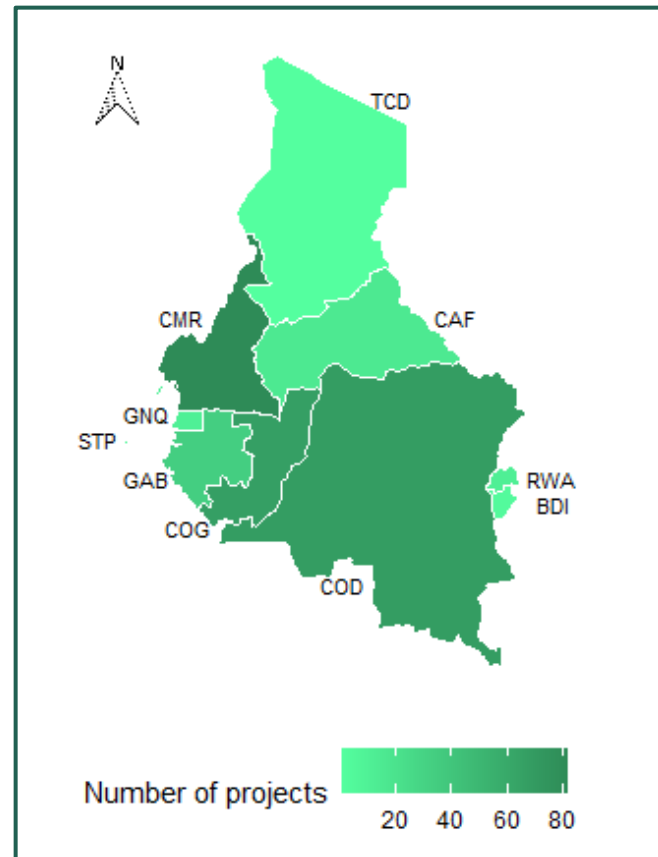 N
TCD
CMR
CAF
GNQ
STP
GAB
RWA
BDI
COG
COD
Number of projects
20 40 60 80